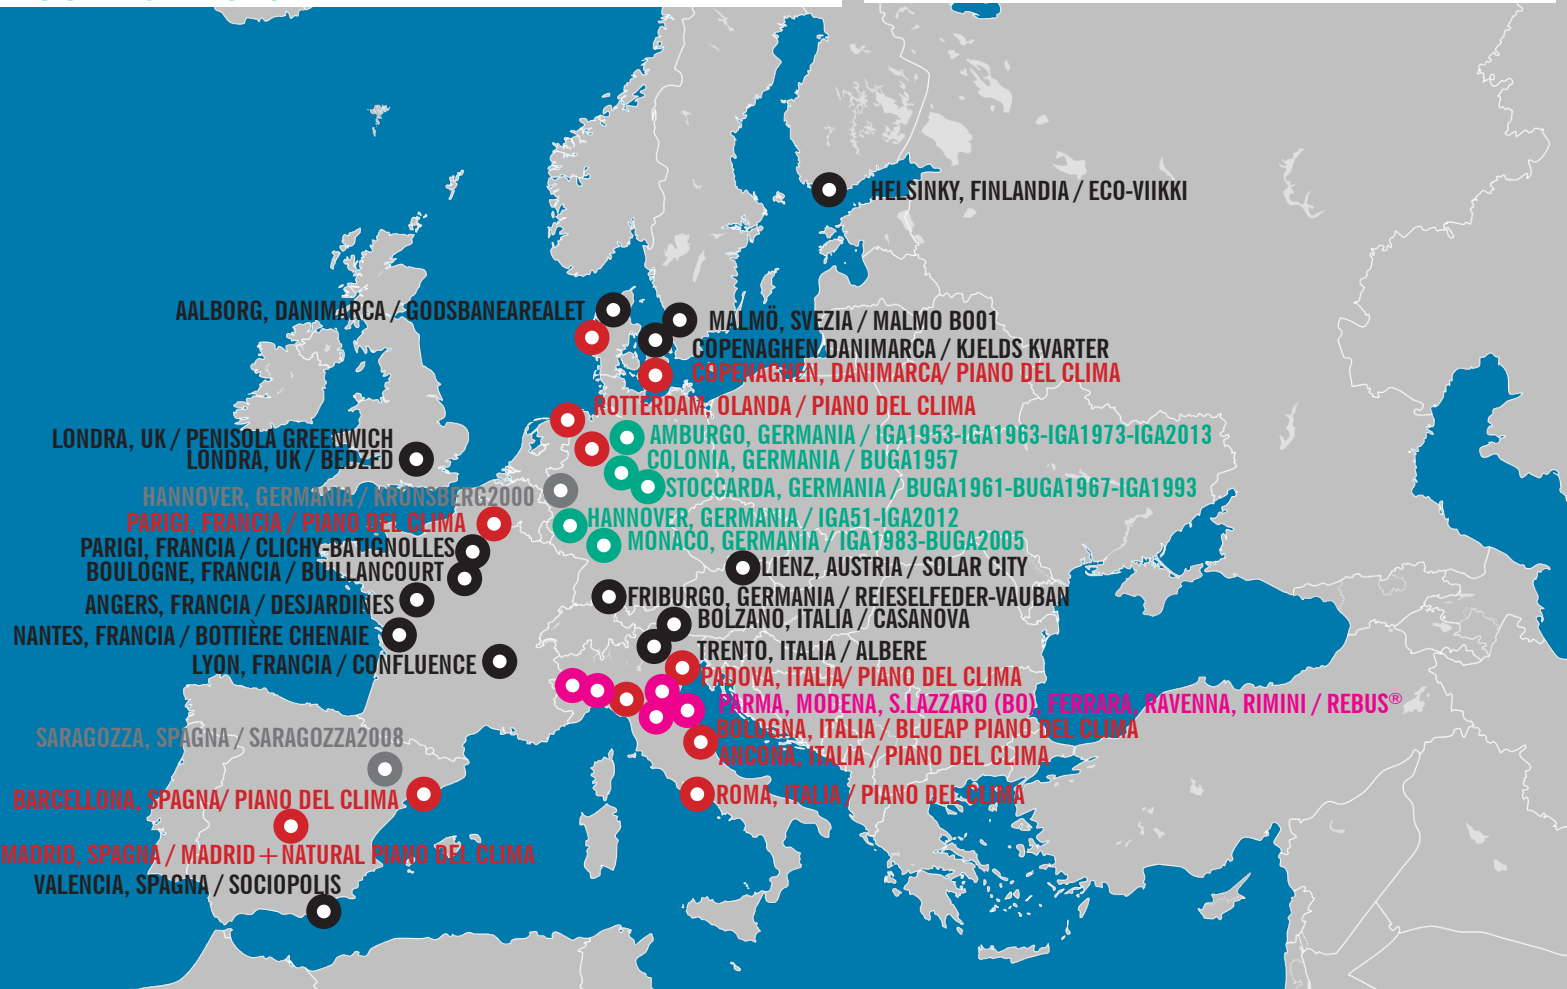 HELSINKY, FINLANDIA / ECO-VIIKKI
AALBORG, DANIMARCA / GODSBANEAREALET
MALMÖ, SVEZIA / MALMO BO01
COPENAGHEN DANIMARCA / KJELDS KVARTER
COPENAGHEN, DANIMARCA/ PIANO DEL CLIMA
ROTTERDAM, OLANDA / PIANO DEL CLIMA
AMBURGO, GERMANIA / IGA1953-IGA1963-IGA1973-IGA2013
LONDRA, UK / PENISOLA GREENWICH
LONDRA, UK / BEDZED
COLONIA, GERMANIA / BUGA1957
STOCCARDA, GERMANIA / BUGA1961-BUGA1967-IGA1993
HANNOVER, GERMANIA / KRONSBERG2000
HANNOVER, GERMANIA / IGA51-IGA2012
PARIGI, FRANCIA / PIANO DEL CLIMA
MONACO, GERMANIA / IGA1983-BUGA2005
PARIGI, FRANCIA / CLICHY-BATIGNOLLES
BOULOGNE, FRANCIA / BUILLANCOURT
LIENZ, AUSTRIA / SOLAR CITY
FRIBURGO, GERMANIA / REIESELFEDER-VAUBAN
ANGERS, FRANCIA / DESJARDINES
BOLZANO, ITALIA / CASANOVA
NANTES, FRANCIA / BOTTIÈRE CHENAIE
TRENTO, ITALIA / ALBERE
LYON, FRANCIA / CONFLUENCE
PADOVA, ITALIA/ PIANO DEL CLIMA
PARMA, MODENA, S.LAZZARO (BO), FERRARA, RAVENNA, RIMINI / REBUS®
BOLOGNA, ITALIA / BLUEAP PIANO DEL CLIMA
SARAGOZZA, SPAGNA / SARAGOZZA2008
ANCONA, ITALIA / PIANO DEL CLIMA
BARCELLONA, SPAGNA/ PIANO DEL CLIMA
ROMA, ITALIA / PIANO DEL CLIMA
MADRID, SPAGNA / MADRID+NATURAL PIANO DEL CLIMA
VALENCIA, SPAGNA / SOCIOPOLIS